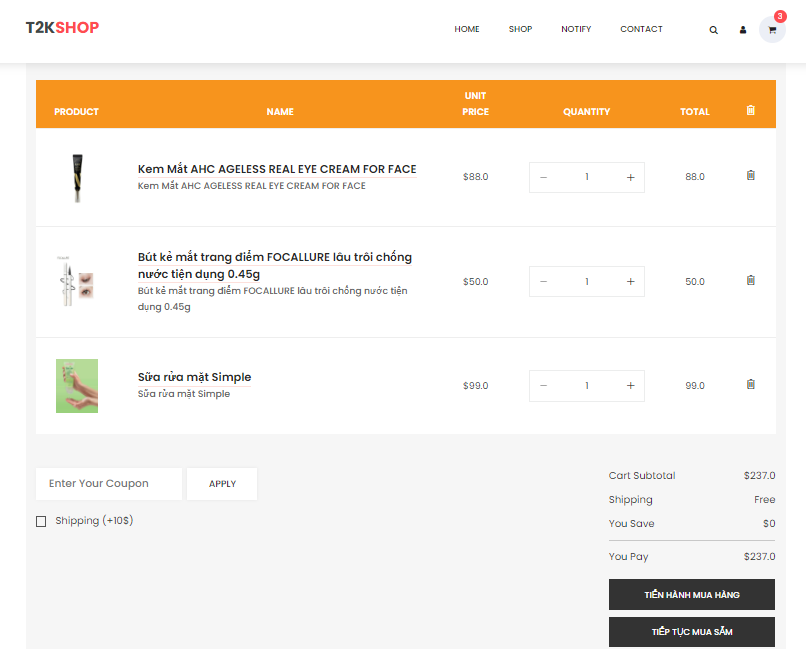 T2KSHOP
HOME SHOP NOTIFY CONTACT 3
PRODUCT NAME UNIT PRICE QUANTITY TOTAL
Kem Mắt AHC AGELESS REAL EYE CREAM FOR FACE
Kem Mắt AHC AGELESS REAL EYE CREAM FOR FACE
$88.0 − 1 + 88.0
Bút kẻ mắt trang điểm FOCALLURE lâu trôi chống
nước tiện dụng 0.45g
Bút kẻ mắt trang điểm FOCALLURE lâu trôi chống nước tiện
dụng 0.45g
$50.0 − 1 + 50.0
Sữa rửa mặt Simple
Sữa rửa mặt Simple
$99.0 − 1 + 99.0
Enter Your Coupon APPLY
Shipping (+10$)
Cart Subtotal $237.0
Shipping Free
You Save $0
You Pay $237.0
TIẾN HÀNH MUA HÀNG
TIẾP TỤC MUA SẮM